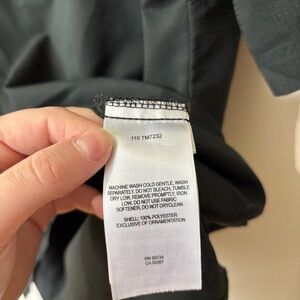 110 TM7232
MACHINE WASH COLD GENTLE, WASH
SEPARATELY, DO NOT BLEACH, TUMBLE
DRY LOW, REMOVE PROMPTLY, IRON
LOW, DO NOT USE FABRIC
SOFTENER, DO NOT DRYCLEAN
SHELL: 100% POLYESTER
EXCLUSIVE OF ORNAMENTATION
RN 69724
CA 05367